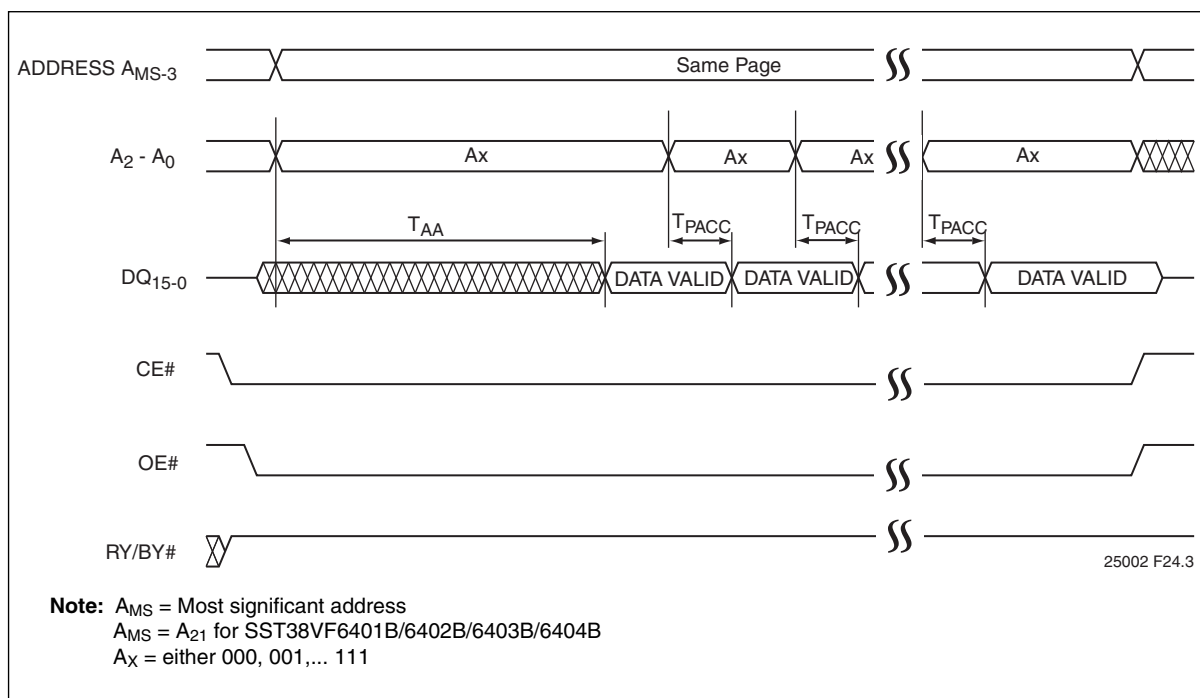 ADDRESS AMS-3
Same Page
A2 - A0
Ax
Ax
Ax
Ax
TAA
TPACC
TPACC
TPACC
DQ15-0
DATA VALID
DATA VALID
DATA VALID
CE#
OE#
RY/BY#
25002 F24.3
Note: AMS = Most significant address
AMS = A21 for SST38VF6401B/6402B/6403B/6404B
AX = either 000, 001,... 111